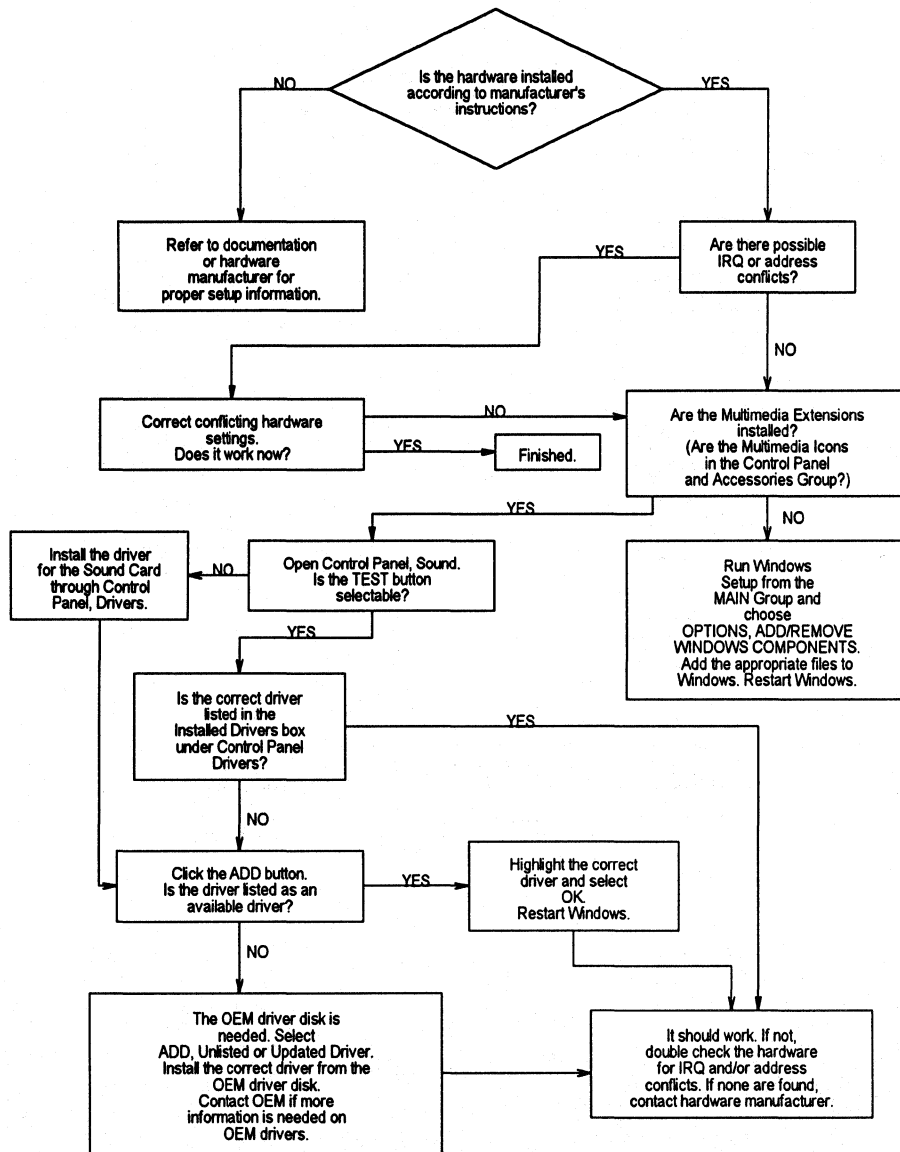 Is the hardware installed
according to manufacturer's
instructions?
NO
YES
Refer to documentation
or hardware
manufacturer for
proper setup information.
YES
Are there possible
IRQ or address
conflicts?
NO
Correct conflicting hardware
settings.
Does it work now?
NO
YES
Finished.
Are the Multimedia Extensions
installed?
(Are the Multimedia Icons
in the Control Panel
and Accessories Group?)
YES
NO
Install the driver
for the Sound Card
through Control
Panel, Drivers.
NO
Open Control Panel, Sound.
Is the TEST button
selectable?
YES
Run Windows
Setup from the
MAIN Group and
choose
OPTIONS, ADD/REMOVE
WINDOWS COMPONENTS.
Add the appropriate files to
Windows. Restart Windows.
Is the correct driver
listed in the
Installed Drivers box
under Control Panel
Drivers?
YES
NO
Click the ADD button.
Is the driver listed as an
available driver?
YES
Highlight the correct
driver and select
OK.
Restart Windows.
NO
The OEM driver disk is
needed. Select
ADD, Unlisted or Updated Driver.
Install the correct driver from the
OEM driver disk.
Contact OEM if more
information is needed on
OEM drivers.
It should work. If not,
double check the hardware
for IRQ and/or address
conflicts. If none are found,
contact hardware manufacturer.